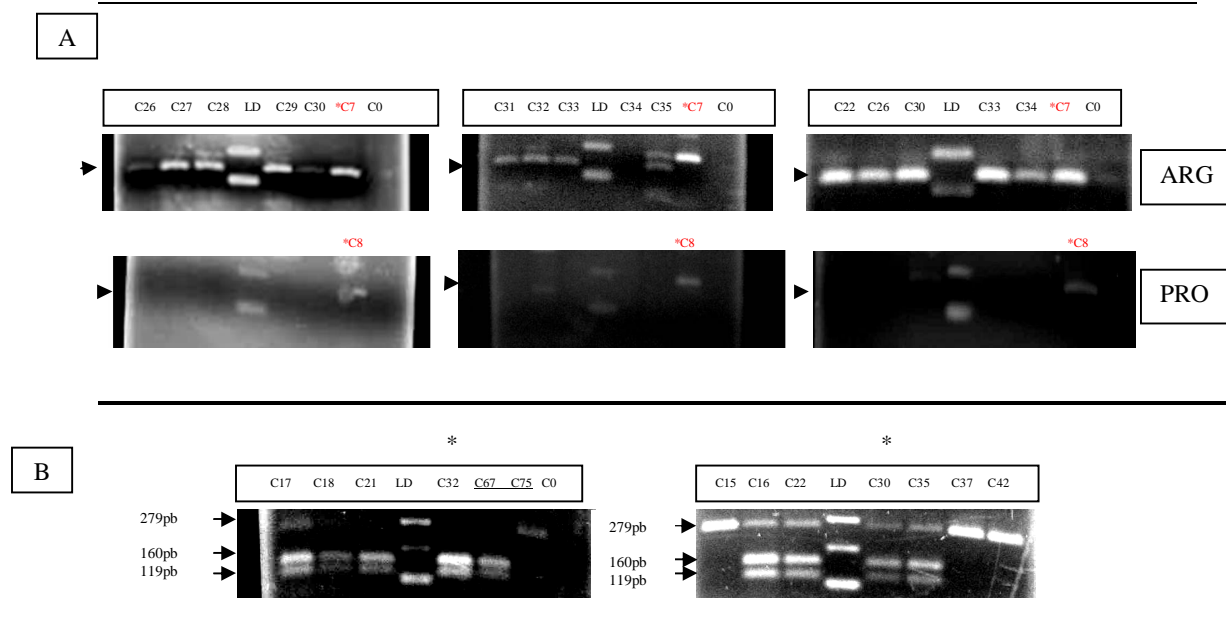 A
C26 C27 C28 LD C29 C30 *C7 C0
C31 C32 C33 LD C34 C35 *C7 C0
C22 C26 C30 LD C33 C34 *C7 C0
ARG
*C8
*C8
*C8
PRO
B
*
*
C17 C18 C21 LD C32 C67 C75 C0
C15 C16 C22 LD C30 C35 C37 C42
279pb
160pb
119pb
279pb
160pb
119pb